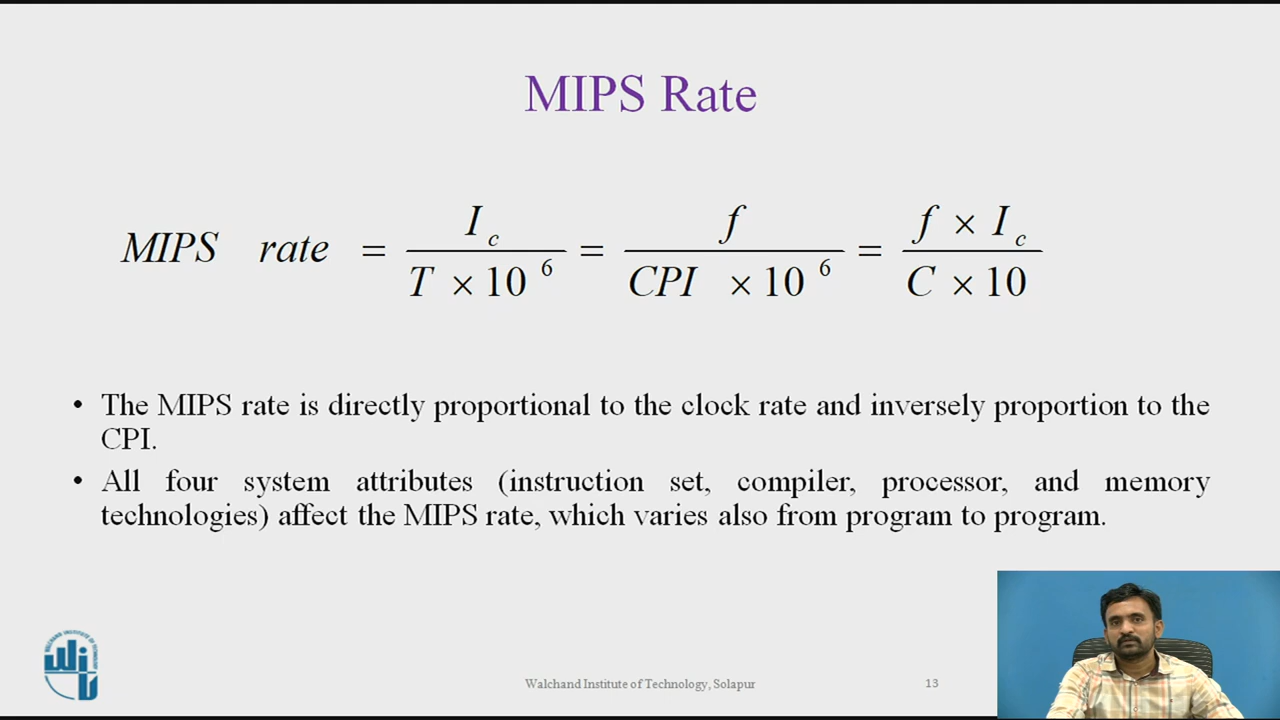 MIPS Rate
MIPS rate = I_c / (T × 10^6) = f / (CPI × 10^6) = (f × I_c) / (C × 10)
• The MIPS rate is directly proportional to the clock rate and inversely proportion to the
CPI.
• All four system attributes (instruction set, compiler, processor, and memory
technologies) affect the MIPS rate, which varies also from program to program.
Walchand Institute of Technology, Solapur
13